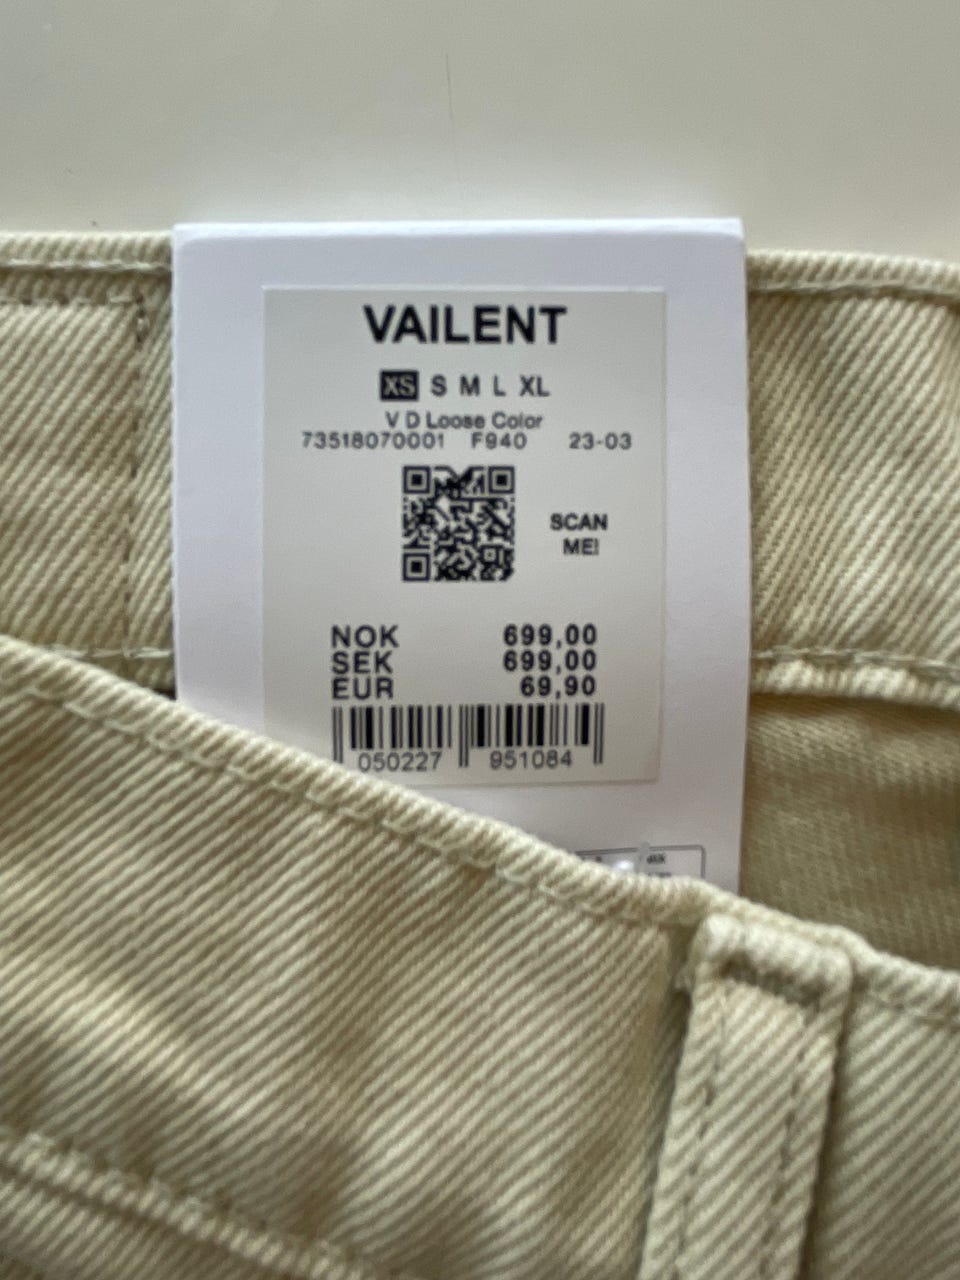 VAILENT
XS S M L XL
V D Loose Color
73518070001 F940 23-03
SCAN
ME!
NOK 699,00
SEK 699,00
EUR 69,90
050227 951084